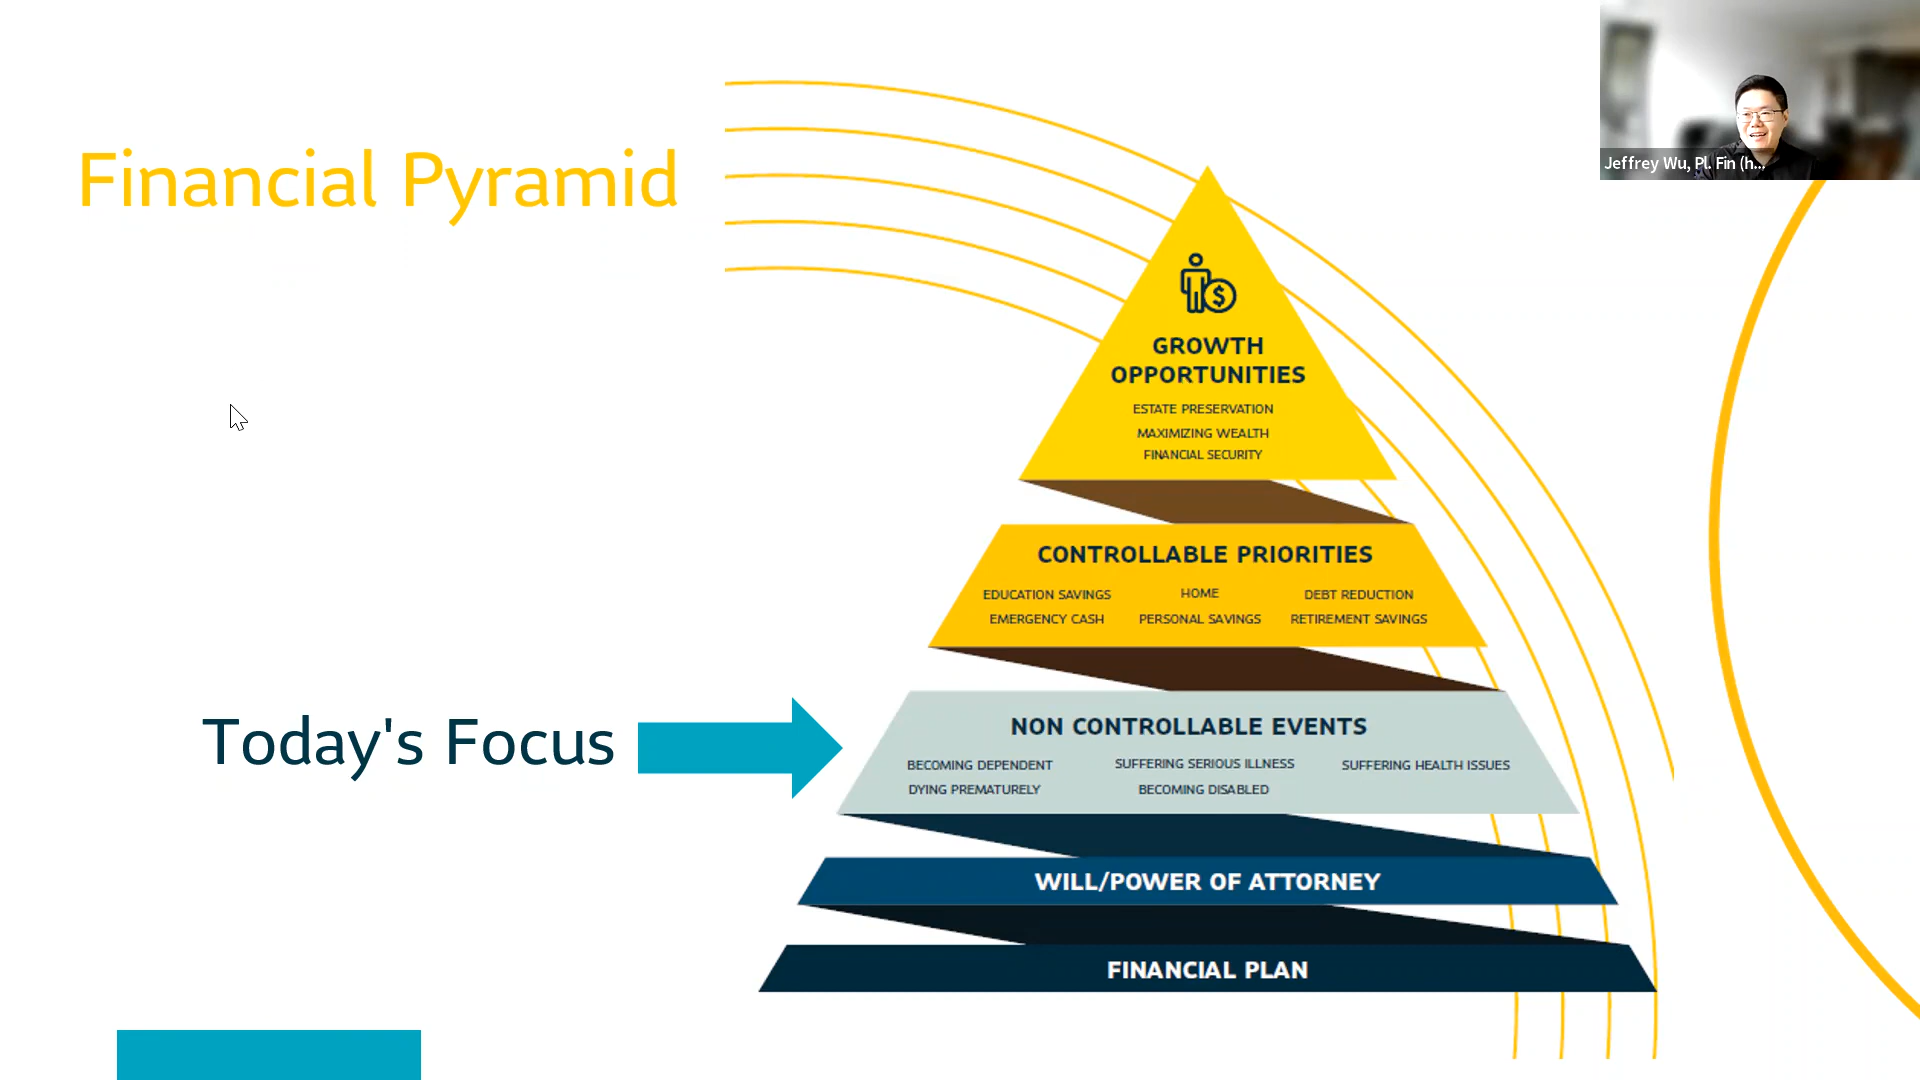 Financial Pyramid
Jeffrey Wu, Pl. Fin (h...
GROWTH
OPPORTUNITIES
ESTATE PRESERVATION
MAXIMIZING WEALTH
FINANCIAL SECURITY
CONTROLLABLE PRIORITIES
EDUCATION SAVINGS HOME DEBT REDUCTION
EMERGENCY CASH PERSONAL SAVINGS RETIREMENT SAVINGS
Today's Focus
NON CONTROLLABLE EVENTS
BECOMING DEPENDENT SUFFERING SERIOUS ILLNESS SUFFERING HEALTH ISSUES
DYING PREMATURELY BECOMING DISABLED
WILL/POWER OF ATTORNEY
FINANCIAL PLAN